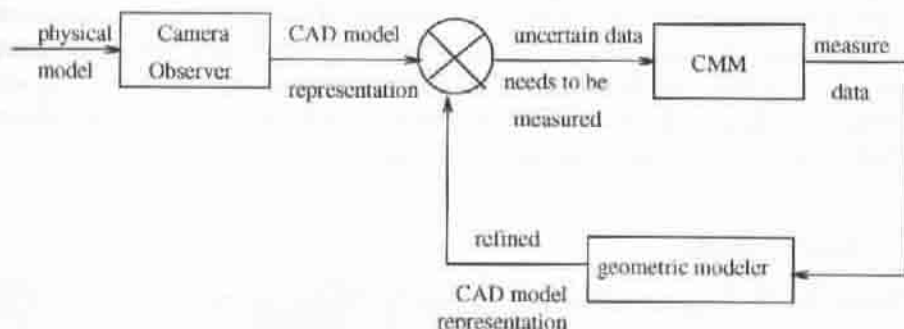 physical
model
Camera
Observer
CAD model
representation
uncertain data
needs to be
measured
CMM
measure
data
refined
CAD model
representation
geometric modeler